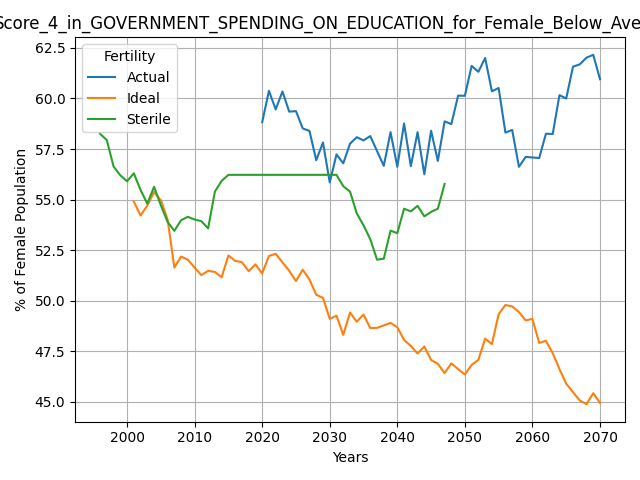 Score_4_in_GOVERNMENT_SPENDING_ON_EDUCATION_for_Female_Below_Ave
Fertility
Actual
Ideal
Sterile
% of Female Population
62.5
60.0
57.5
55.0
52.5
50.0
47.5
45.0
2000 2010 2020 2030 2040 2050 2060 2070
Years